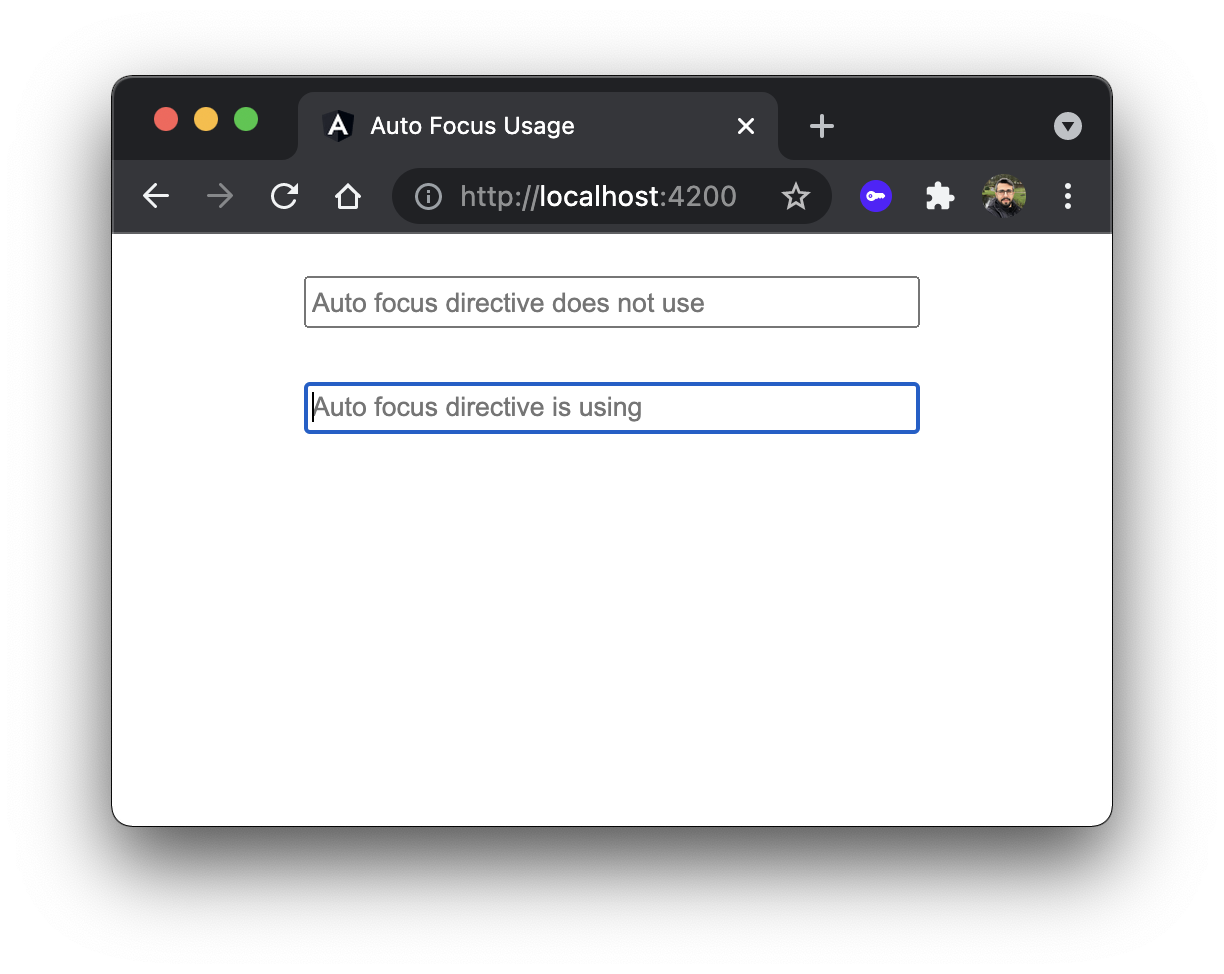 Auto Focus Usage
http://localhost:4200
Auto focus directive does not use
Auto focus directive is using